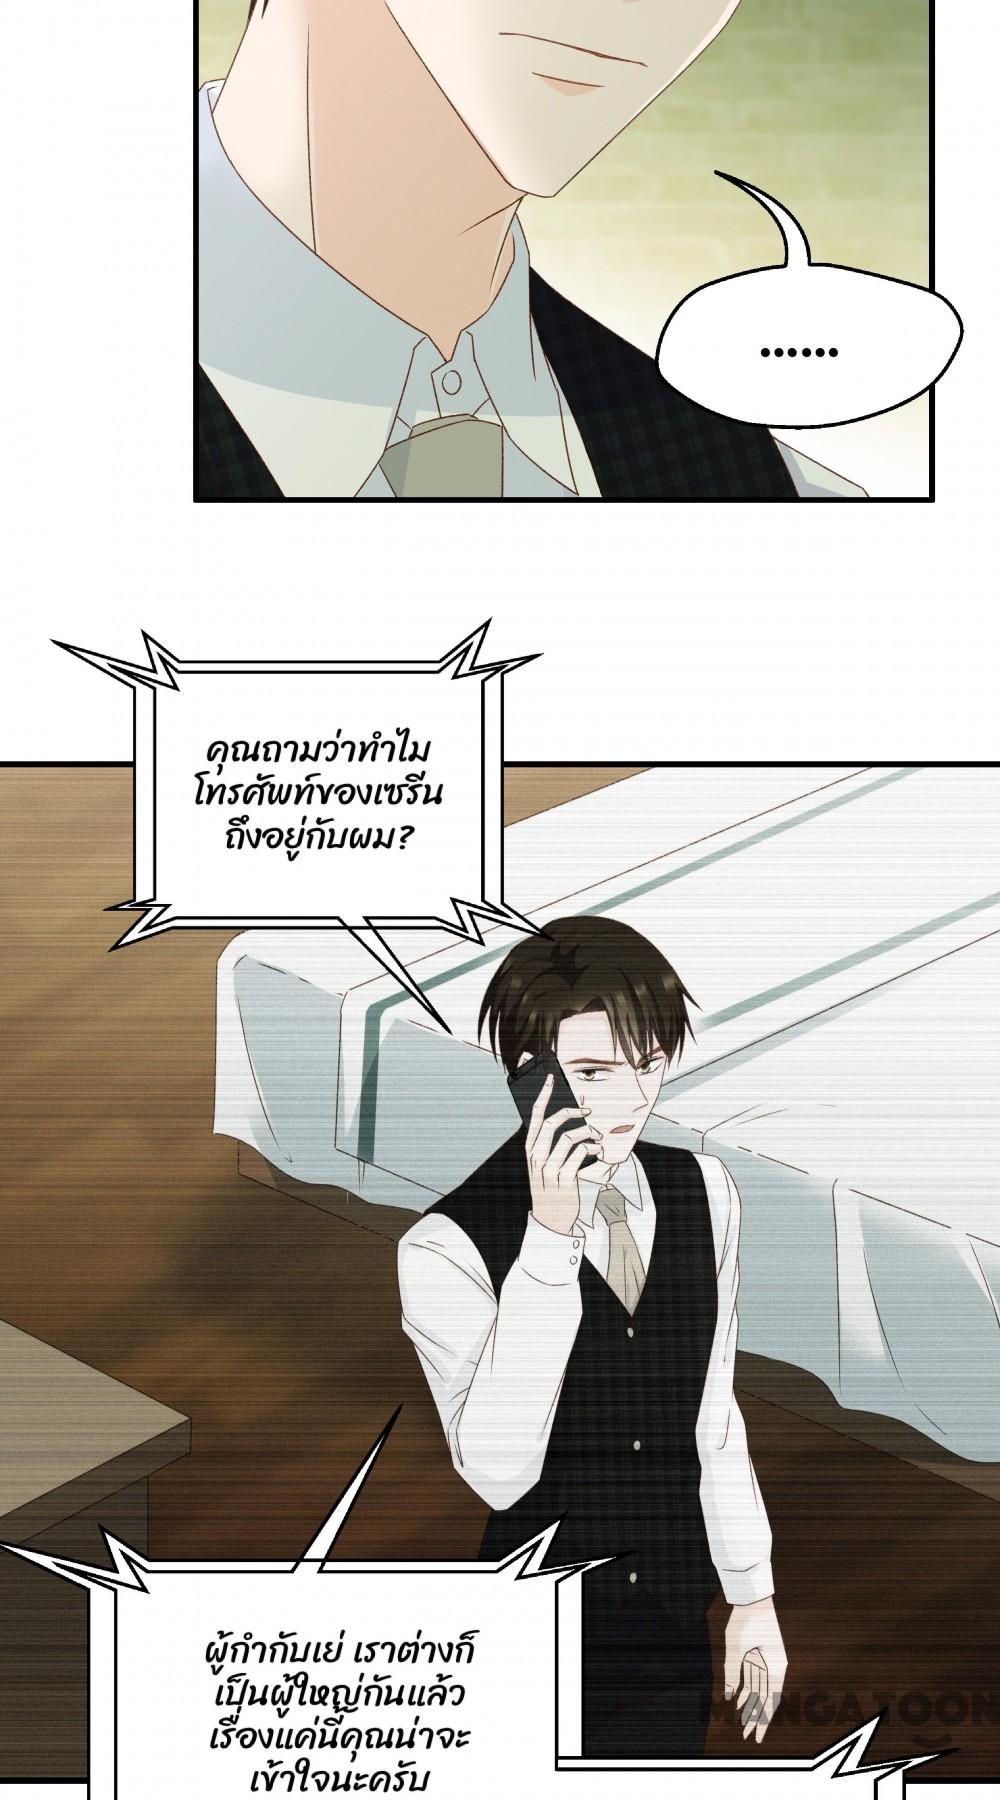 ......
คุณถามว่าทำไม
โทรศัพท์ของเซรีน
ถึงอยู่กับผม?
ผู้กำกับเย่ เราต่างก็
เป็นผู้ใหญ่กันแล้ว
เรื่องแค่นี้คุณน่าจะ
เข้าใจนะครับ
MANGATOON